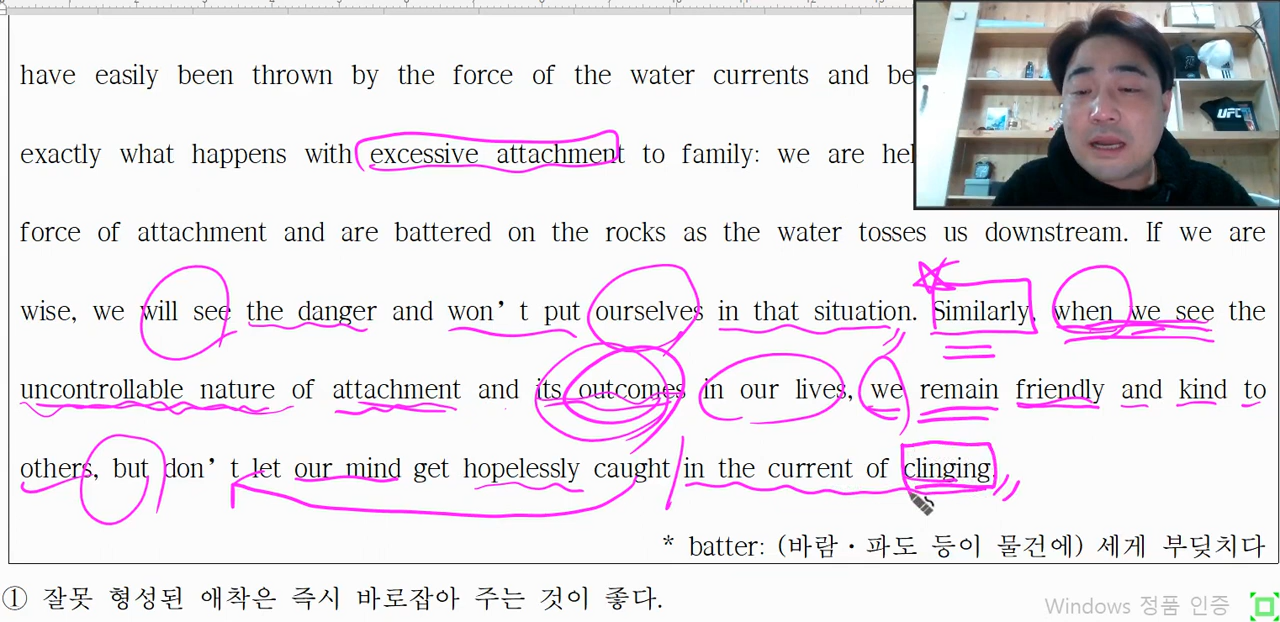 have easily been thrown by the force of the water currents and be
exactly what happens with excessive attachment to family: we are hel
UFC
force of attachment and are battered on the rocks as the water tosses us downstream. If we are
wise, we will see the danger and won’t put ourselves in that situation. Similarly, when we see the
uncontrollable nature of attachment and its outcomes in our lives, we remain friendly and kind to
others, but don’t let our mind get hopelessly caught in the current of clinging.
* batter: (바람·파도 등이 물건에) 세게 부딪치다
① 잘못 형성된 애착은 즉시 바로잡아 주는 것이 좋다.
Windows 정품 인증